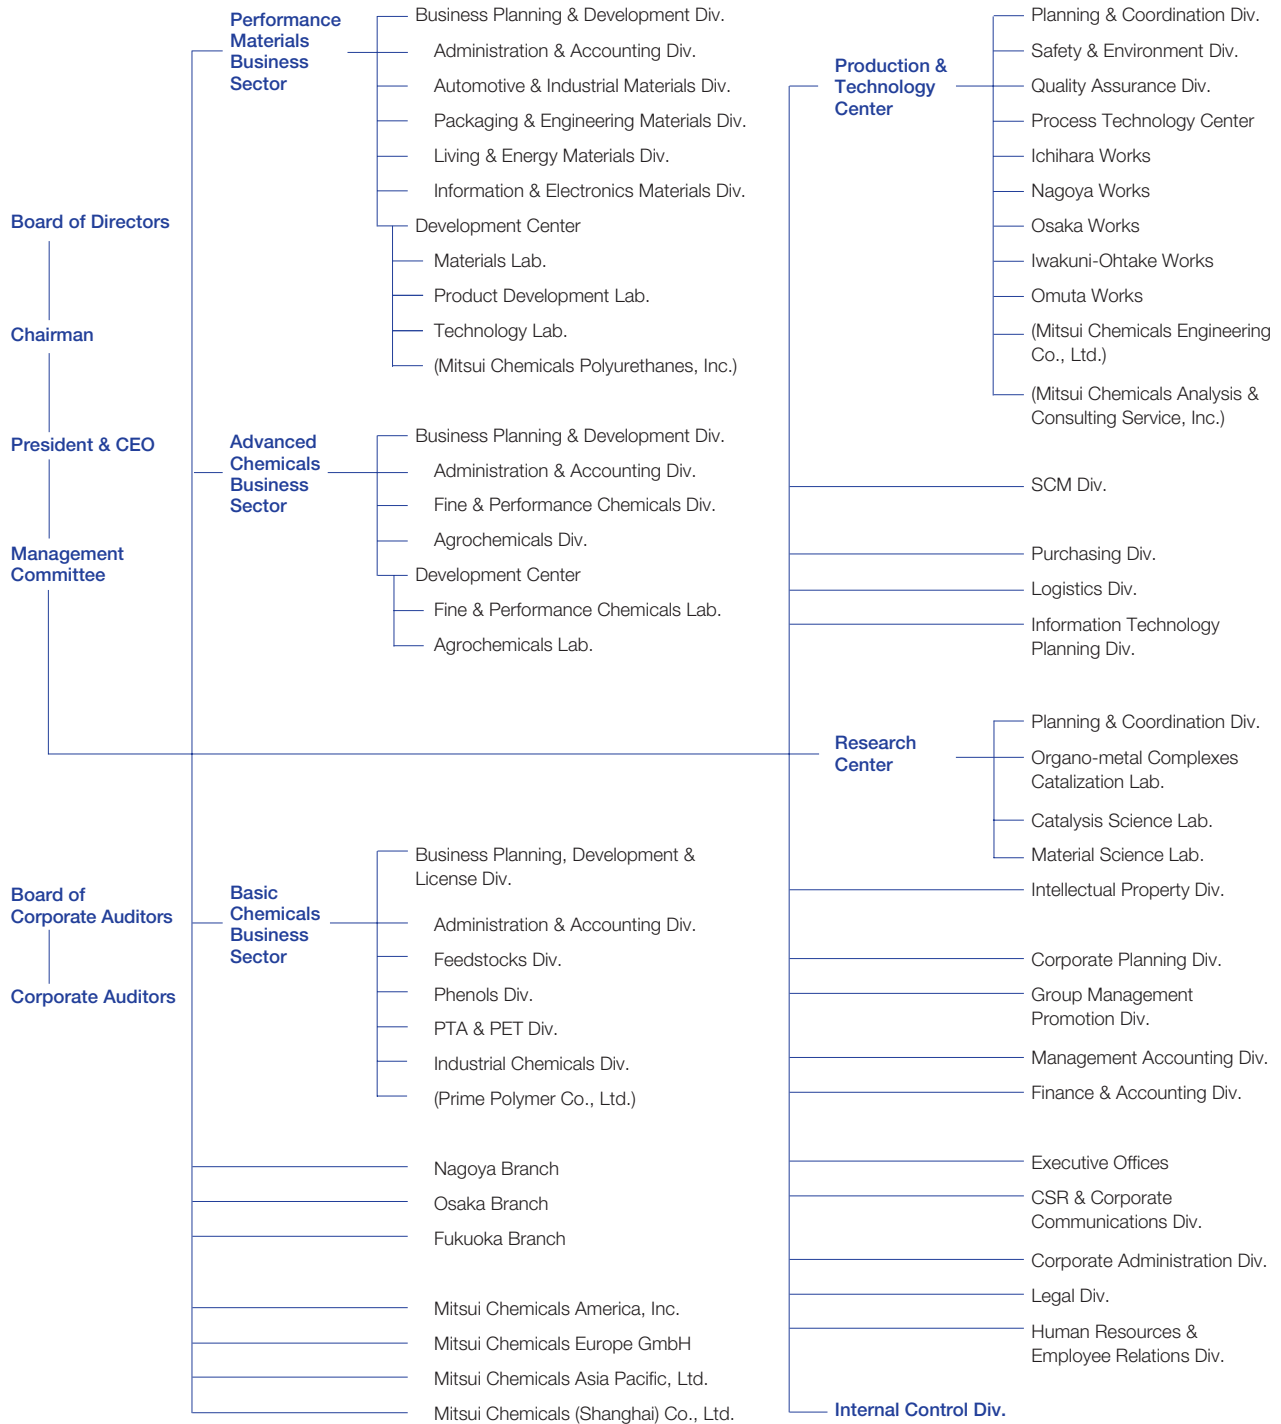 Board of Directors
Chairman
President & CEO
Management
Committee
Board of
Corporate Auditors
Corporate Auditors
Performance
Materials
Business
Sector
Business Planning & Development Div.
Administration & Accounting Div.
Automotive & Industrial Materials Div.
Packaging & Engineering Materials Div.
Living & Energy Materials Div.
Information & Electronics Materials Div.
Development Center
Materials Lab.
Product Development Lab.
Technology Lab.
(Mitsui Chemicals Polyurethanes, Inc.)
Advanced
Chemicals
Business
Sector
Business Planning & Development Div.
Administration & Accounting Div.
Fine & Performance Chemicals Div.
Agrochemicals Div.
Development Center
Fine & Performance Chemicals Lab.
Agrochemicals Lab.
Basic
Chemicals
Business
Sector
Business Planning, Development &
License Div.
Administration & Accounting Div.
Feedstocks Div.
Phenols Div.
PTA & PET Div.
Industrial Chemicals Div.
(Prime Polymer Co., Ltd.)
Nagoya Branch
Osaka Branch
Fukuoka Branch
Mitsui Chemicals America, Inc.
Mitsui Chemicals Europe GmbH
Mitsui Chemicals Asia Pacific, Ltd.
Mitsui Chemicals (Shanghai) Co., Ltd.
Production &
Technology
Center
Planning & Coordination Div.
Safety & Environment Div.
Quality Assurance Div.
Process Technology Center
Ichihara Works
Nagoya Works
Osaka Works
Iwakuni-Ohtake Works
Omuta Works
(Mitsui Chemicals Engineering
Co., Ltd.)
(Mitsui Chemicals Analysis &
Consulting Service, Inc.)
SCM Div.
Purchasing Div.
Logistics Div.
Information Technology
Planning Div.
Research
Center
Planning & Coordination Div.
Organo-metal Complexes
Catalization Lab.
Catalysis Science Lab.
Material Science Lab.
Intellectual Property Div.
Corporate Planning Div.
Group Management
Promotion Div.
Management Accounting Div.
Finance & Accounting Div.
Executive Offices
CSR & Corporate
Communications Div.
Corporate Administration Div.
Legal Div.
Human Resources &
Employee Relations Div.
Internal Control Div.